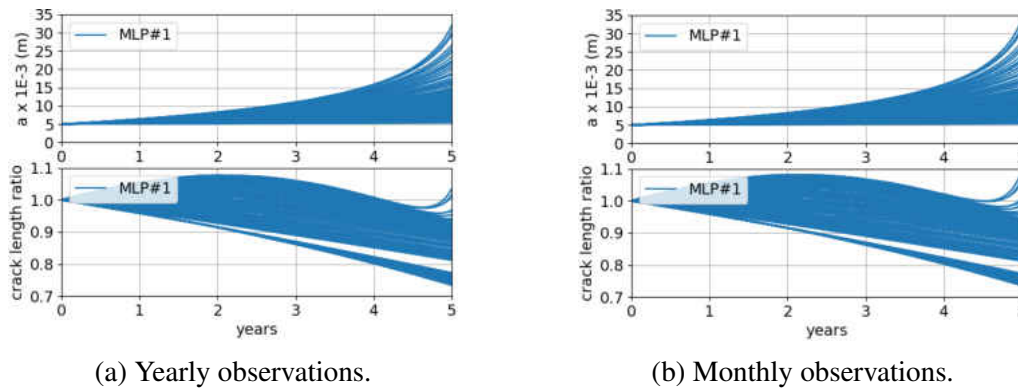 35
30
25
20
15
10
5
0
a x 1E-3 (m)
MLP#1
0 1 2 3 4 5
1.1
1.0
0.9
0.8
0.7
crack length ratio
MLP#1
0 1 2 3 4 5
years
(a) Yearly observations.
35
30
25
20
15
10
5
0
a x 1E-3 (m)
MLP#1
0 1 2 3 4 5
1.1
1.0
0.9
0.8
0.7
crack length ratio
MLP#1
0 1 2 3 4 5
years
(b) Monthly observations.